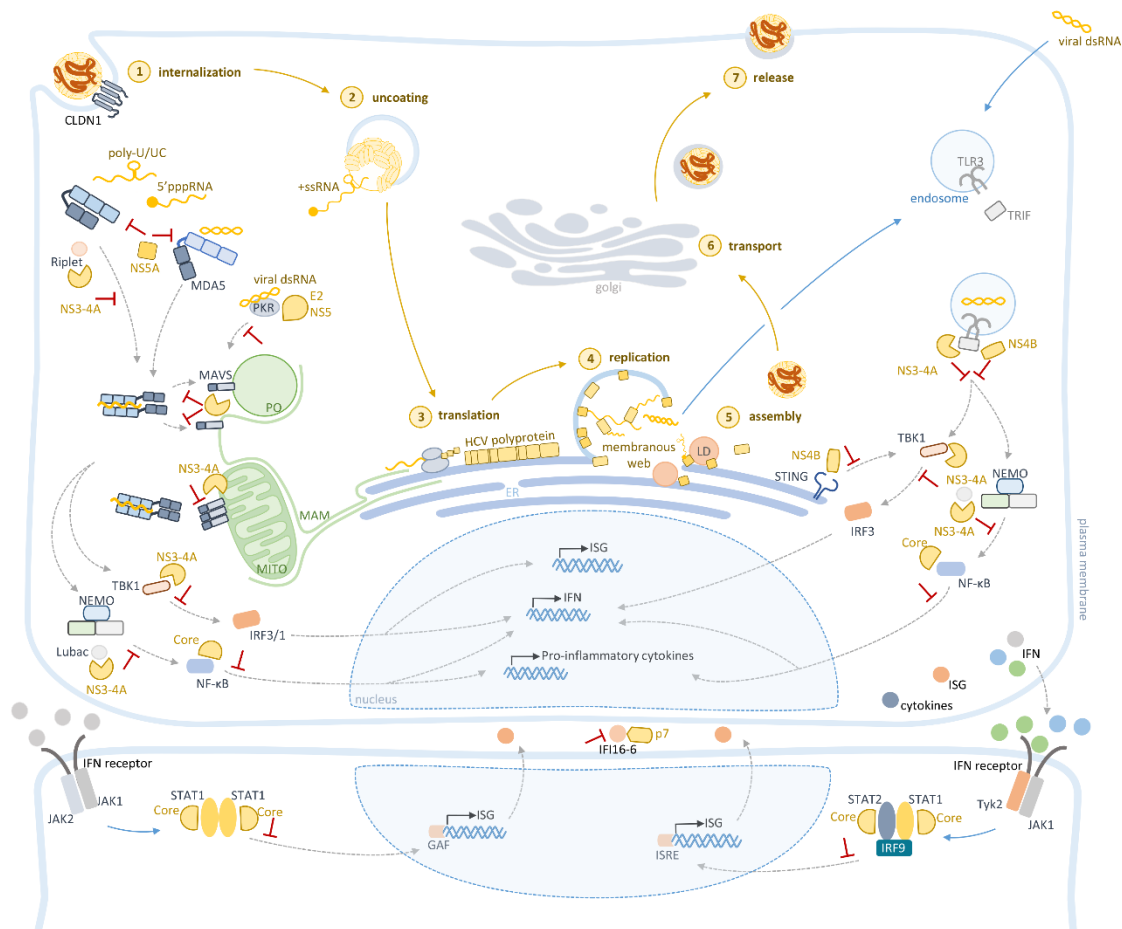 1 internalization
CLDN1
2 uncoating
+ssRNA
7 release
viral dsRNA
TLR3
endosome
TRIF
poly-U/UC
5'pppRNA
Riplet
NS5A
NS3-4A
MDA5
viral dsRNA
PKR
E2
NS5
6 transport
golgi
NS4B
NS3-4A
MAVS
PO
4 replication
3 translation
HCV polyprotein
membranous
web
5 assembly
LD
ER
NS4B
STING
TBK1
NS3-4A
NEMO
NS3-4A
IRF3
Core
NF-κB
plasma membrane
NS3-4A
MAM
MITO
NS3-4A
TBK1
NEMO
IRF3/1
Lubac
Core
NS3-4A
NF-κB
ISG
IFN
Pro-inflammatory cytokines
nucleus
IFN
ISG
cytokines
IFN receptor
JAK1
JAK2
STAT1 STAT1
Core Core
p7
IFI16-6
ISG
GAF
ISG
ISRE
STAT2 STAT1
Core Core
IRF9
IFN receptor
Tyk2
JAK1